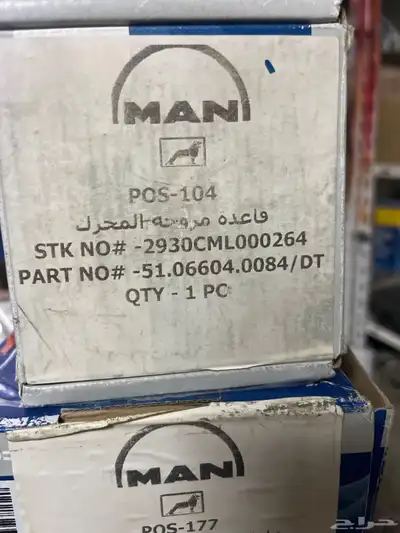 MAN
POS-104
قاعده مروحه المحرك
STK NO# -2930CML000264
PART NO# -51.06604.0084/DT
QTY - 1 PC
MAN
POS-177
حراج